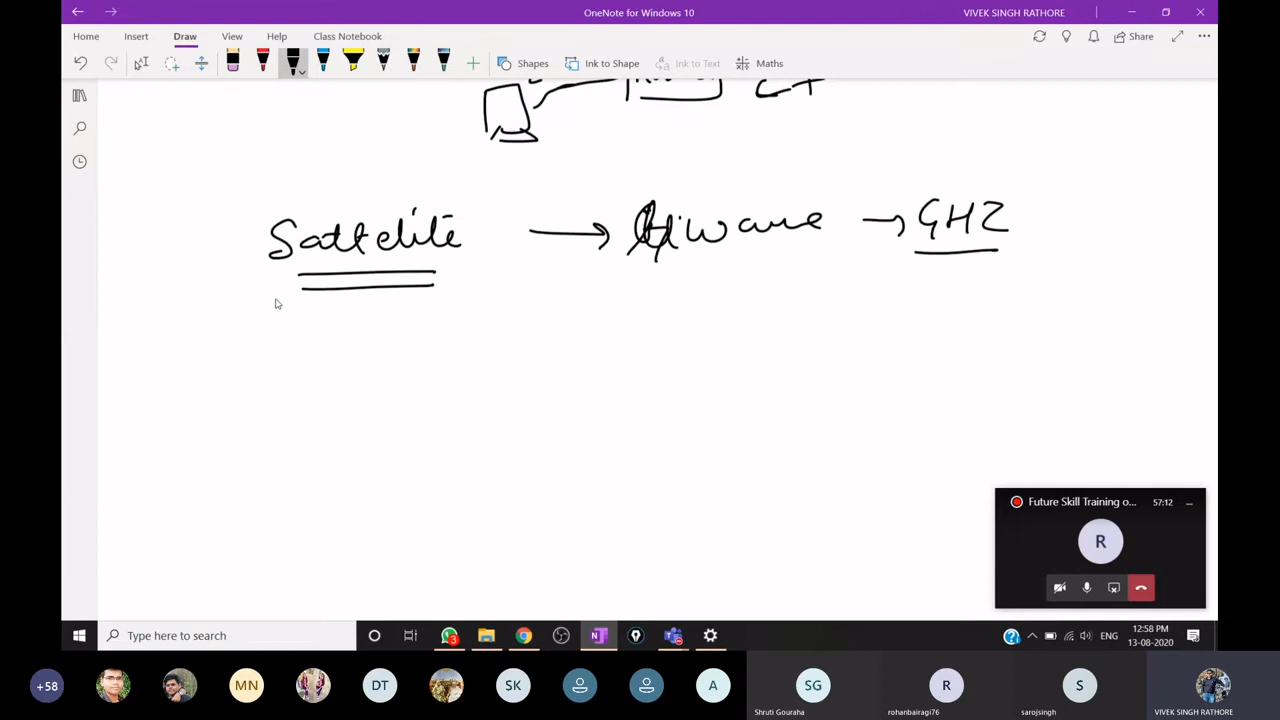 OneNote for Windows 10
VIVEK SINGH RATHORE
Home Insert Draw View Help Class Notebook
Share
Shapes Ink to Shape Ink to Text Maths
Sattelite → → GHZ
Future Skill Training o... 57:12
R
Type here to search
3
ENG
12:58 PM
13-08-2020
+58 MN DT SK A SG R S
Shruti Gouraha rohanbairagi76 sarojsingh VIVEK SINGH RATHORE